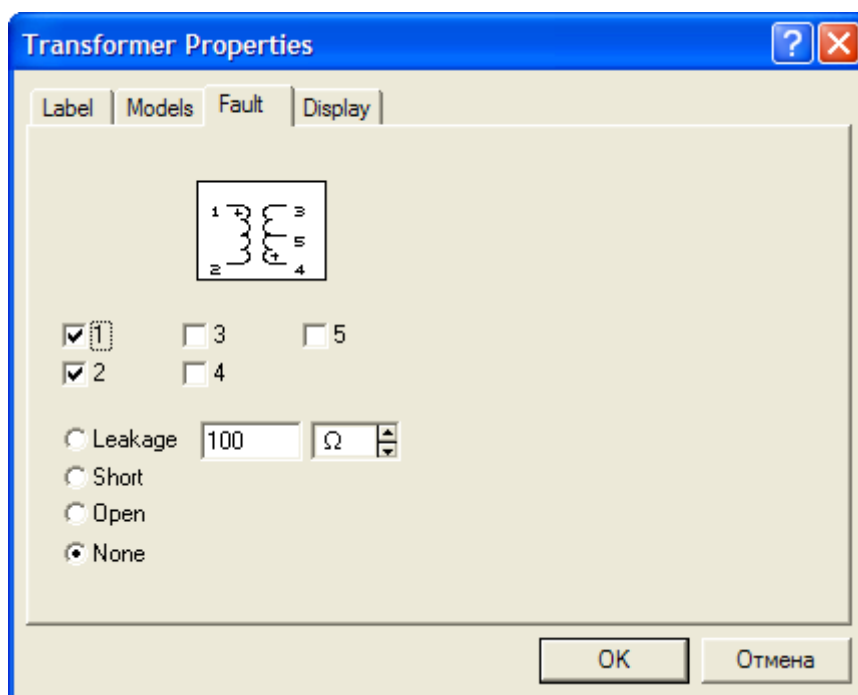 Transformer Properties
Label Models Fault Display
1 + 3
5
2 + 4
1 3 5
2 4
Leakage 100 Ω
Short
Open
None
OK Отмена